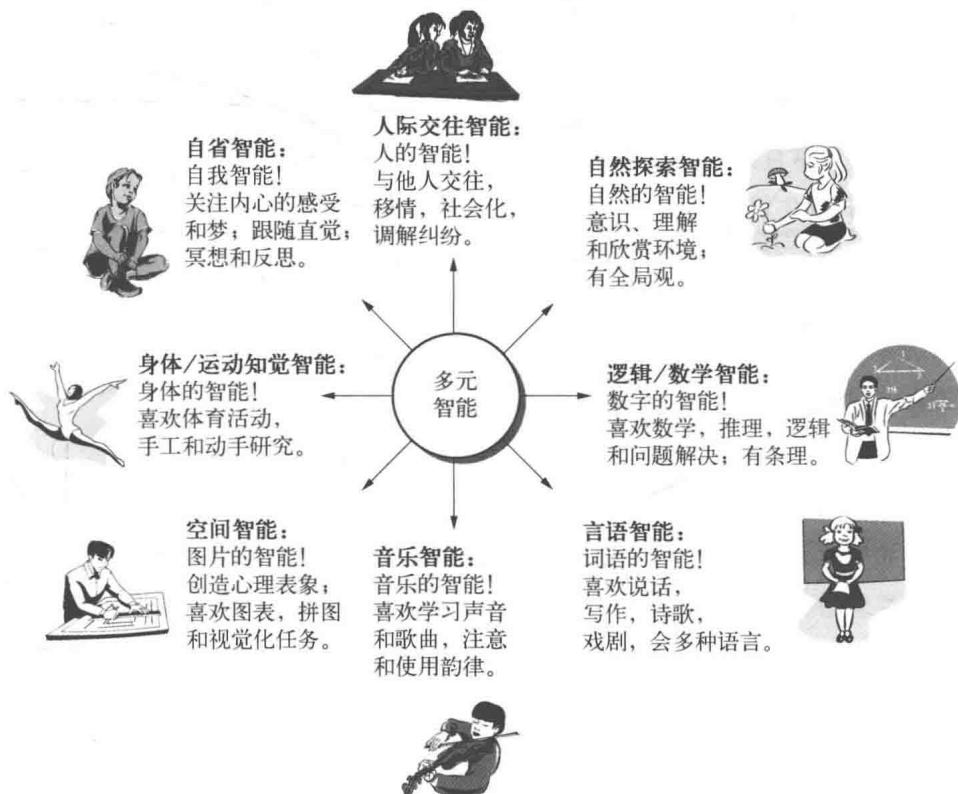 人际交往智能：
人的智能！
与他人交往，
移情，社会化，
调解纠纷。
自然探索智能：
自然的智能！
意识、理解
和欣赏环境；
有全局观。
逻辑/数学智能：
数字的智能！
喜欢数学，推理，逻辑
和问题解决；有条理。
言语智能：
词语的智能！
喜欢说话，
写作，诗歌，
戏剧，会多种语言。
音乐智能：
音乐的智能！
喜欢学习声音
和歌曲，注意
和使用韵律。
空间智能：
图片的智能！
创造心理表象；
喜欢图表，拼图
和视觉化任务。
身体/运动知觉智能：
身体的智能！
喜欢体育活动，
手工和动手研究。
自省智能：
自我智能！
关注内心的感受
和梦；跟随直觉；
冥想和反思。
多元
智能